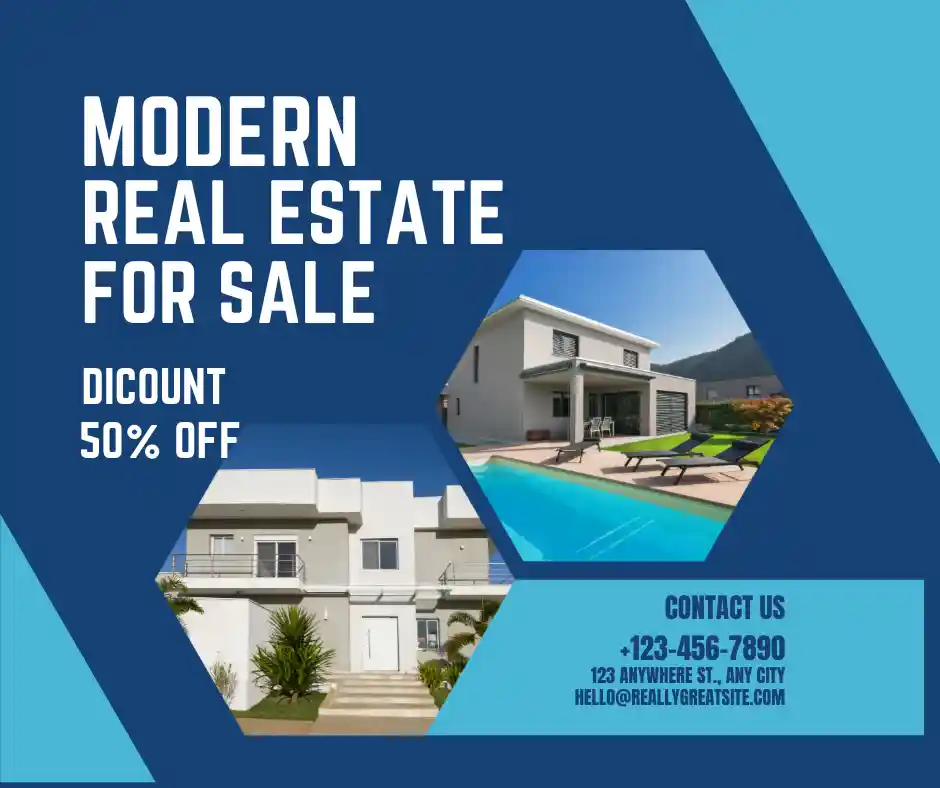 MODERN
REAL ESTATE
FOR SALE
DICOUNT
50% OFF
CONTACT US
+123-456-7890
123 ANYWHERE ST., ANY CITY
HELLO@REALLYGREATSITE.COM